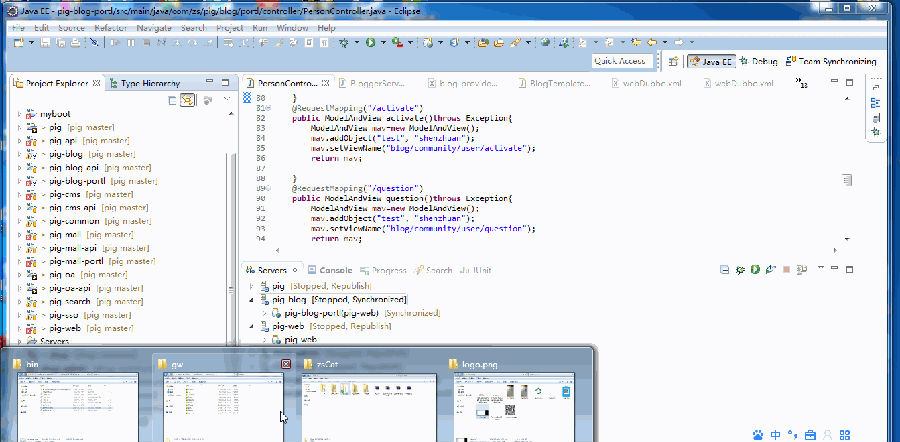 Java EE - pig-blog-portl/src/main/java/com/zs/pig/blog/portl/controller/PersonController.java - Eclipse
File Edit Source Refactor Navigate Search Project Run Window Help
Quick Access
Java EE
Debug
Team Synchronizing
Project Explorer
Type Hierarchy
PersonContro...
BloggerServ...
blog-provide...
BlogTemplate...
webDubbo.xml
webDubbo.xml
»13
myboot
> pig [pig master]
> pig_api [pig master]
> pig-blog [pig master]
> pig-blog_api [pig master]
> pig-blog-portl [pig master]
> pig-cms [pig master]
> pig-cms_api [pig master]
> pig-common [pig master]
> pig-mall [pig master]
> pig-mall-api [pig master]
> pig-mall-portl [pig master]
> pig-oa [pig master]
> pig-oa-api [pig master]
> pig-search [pig master]
> pig-sso [pig master]
> pig-web [pig master]
Servers
80 }
81 @RequestMapping("/activate")
82 public ModelAndView activate()throws Exception{
83 ModelAndView mav=new ModelAndView();
84 mav.addObject("test", "shenzhuan");
85 mav.setViewName("blog/community/user/activate");
86 return mav;
87
88 }
89 @RequestMapping("/question")
90 public ModelAndView question()throws Exception{
91 ModelAndView mav=new ModelAndView();
92 mav.addObject("test", "shenzhuan");
93 mav.setViewName("blog/community/user/question");
94 return mav;
Servers
Console
Progress
Search
JUnit
pig [Stopped, Republish]
pig-blog [Stopped, Synchronized]
pig-blog-portl(pig-web) [Synchronized]
pig-web [Stopped, Republish]
pig-web
bin
gw
zsCat
logo.png
中